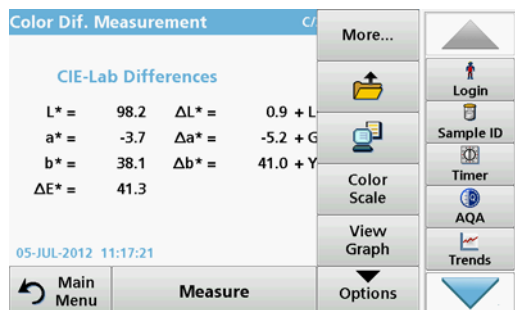 Color Dif. Measurement C/
CIE-Lab Differences
L* = 98.2 ΔL* = 0.9 + L
a* = -3.7 Δa* = -5.2 + G
b* = 38.1 Δb* = 41.0 + Y
ΔE* = 41.3
05-JUL-2012 11:17:21
Main
Menu
Measure
Options
More...
Color
Scale
View
Graph
Login
Sample ID
Timer
AQA
Trends